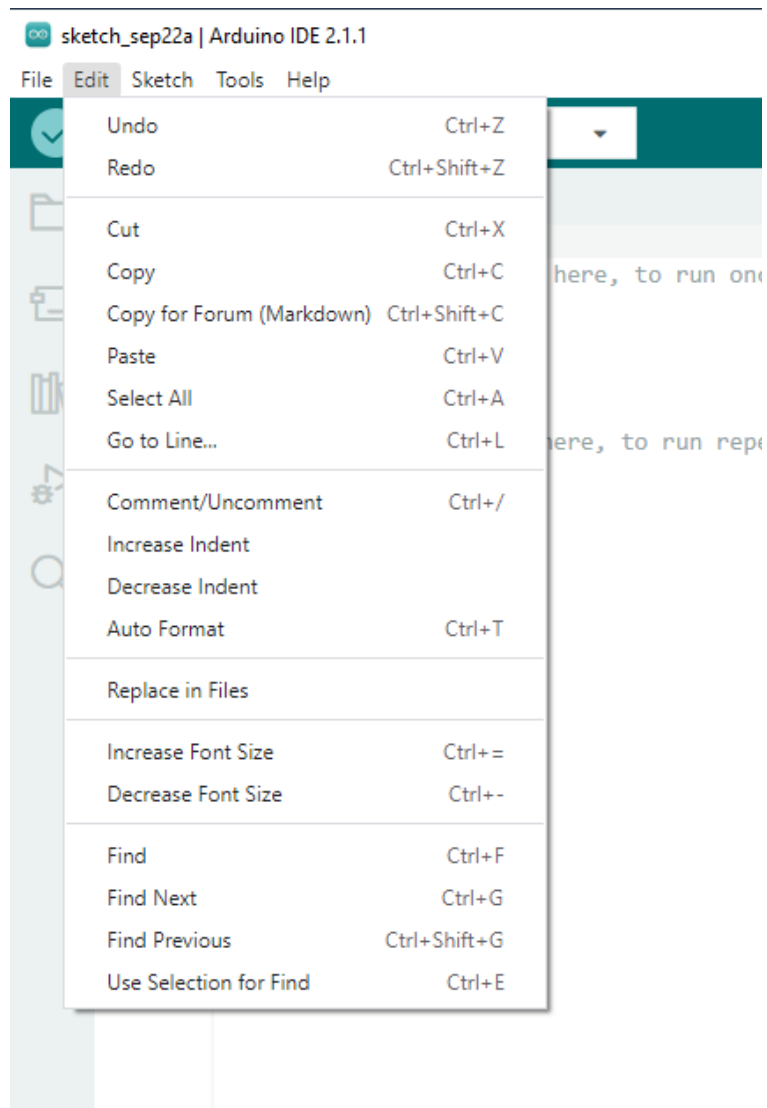 sketch_sep22a | Arduino IDE 2.1.1
File Edit Sketch Tools Help
Undo Ctrl+Z
Redo Ctrl+Shift+Z
Cut Ctrl+X
Copy Ctrl+C
here, to run
Copy for Forum (Markdown) Ctrl+Shift+C
Paste Ctrl+V
Select All Ctrl+A
Go to Line... Ctrl+L
here, to run
Comment/Uncomment Ctrl+/
Increase Indent
Decrease Indent
Auto Format Ctrl+T
Replace in Files
Increase Font Size Ctrl+=
Decrease Font Size Ctrl+-
Find Ctrl+F
Find Next Ctrl+G
Find Previous Ctrl+Shift+G
Use Selection for Find Ctrl+E